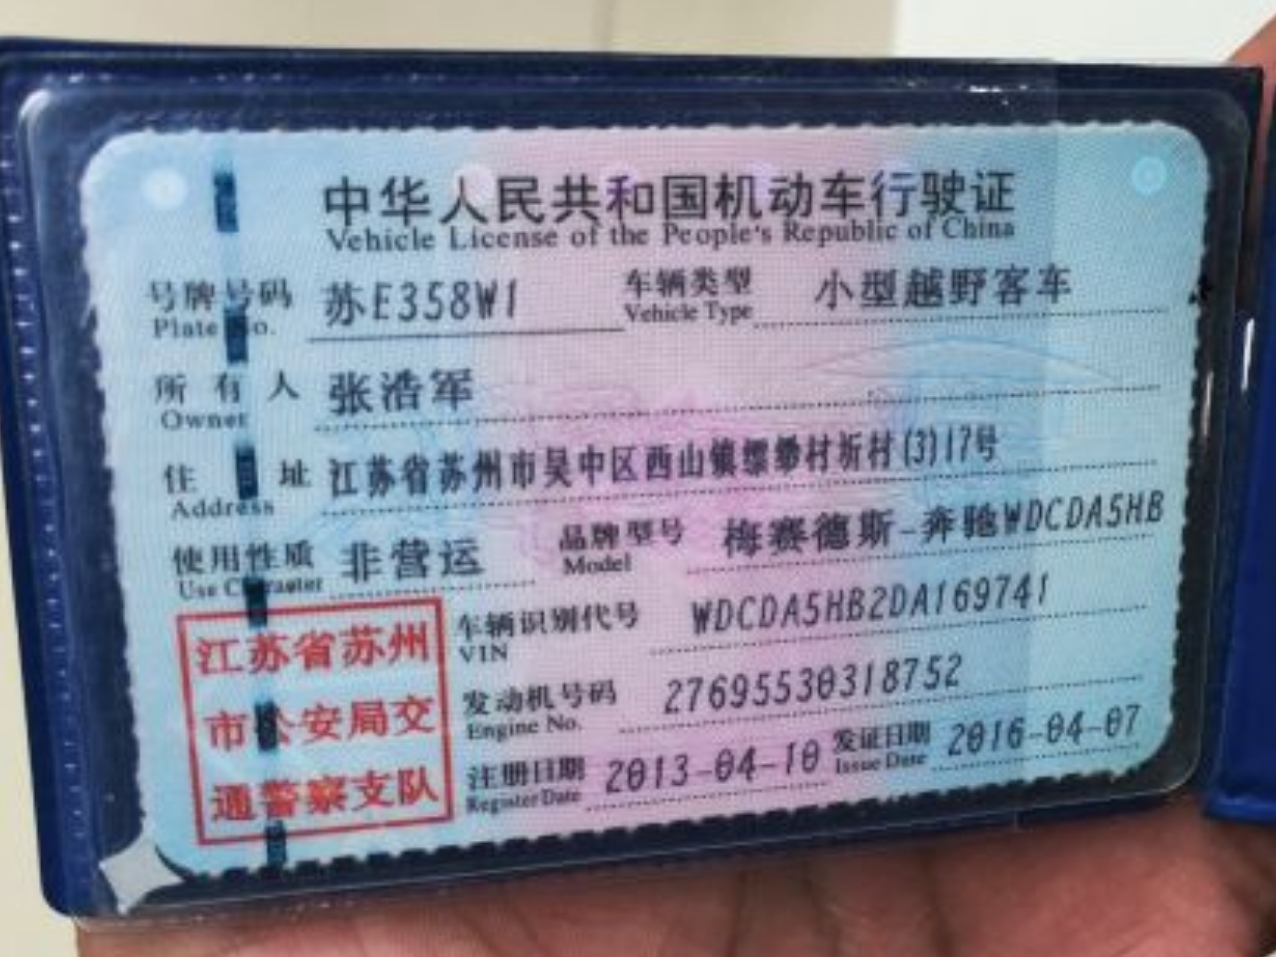 中华人民共和国机动车行驶证
Vehicle License of the People's Republic of China
号牌号码 苏E358W1 车辆类型 小型越野客车
Plate No. Vehicle Type
所有人 张浩军
Owner
住址 江苏省苏州市吴中区西山镇缥缈村圻村(3)17号
Address
使用性质 非营运 品牌型号 梅赛德斯-奔驰WDCDA5HB
Use Character Model
江苏省苏州
市公安局交
通警察支队
车辆识别代号 WDCDA5HB2DA169741
VIN
发动机号码 27695530318752
Engine No.
注册日期 2013-04-10 发证日期 2016-04-07
Register Date Issue Date